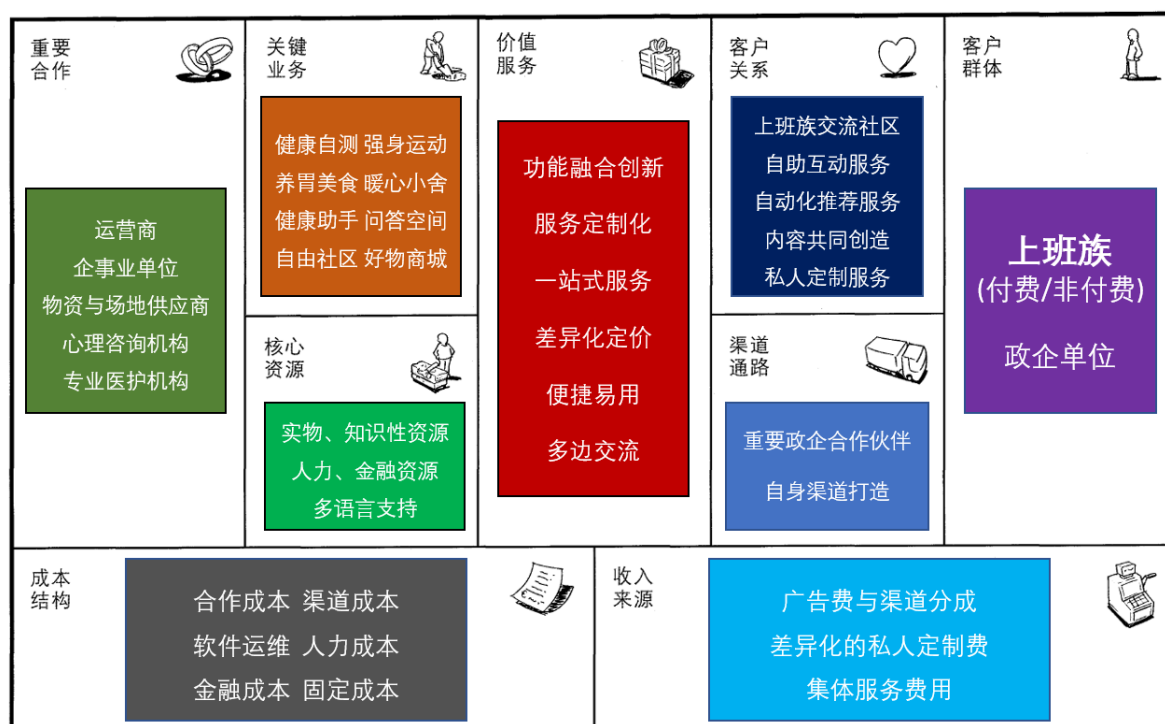 重要
合作
运营商
企事业单位
物资与场地供应商
心理咨询机构
专业医护机构
关键
业务
健康自测 强身运动
养胃美食 暖心小舍
健康助手 问答空间
自由社区 好物商城
核心
资源
实物、知识性资源
人力、金融资源
多语言支持
价值
服务
功能融合创新
服务定制化
一站式服务
差异化定价
便捷易用
多边交流
客户
关系
上班族交流社区
自助互动服务
自动化推荐服务
内容共同创造
私人定制服务
渠道
通路
重要政企合作伙伴
自身渠道打造
客户
群体
上班族
(付费/非付费)
政企单位
成本
结构
合作成本 渠道成本
软件运维 人力成本
金融成本 固定成本
收入
来源
广告费与渠道分成
差异化的私人定制费
集体服务费用